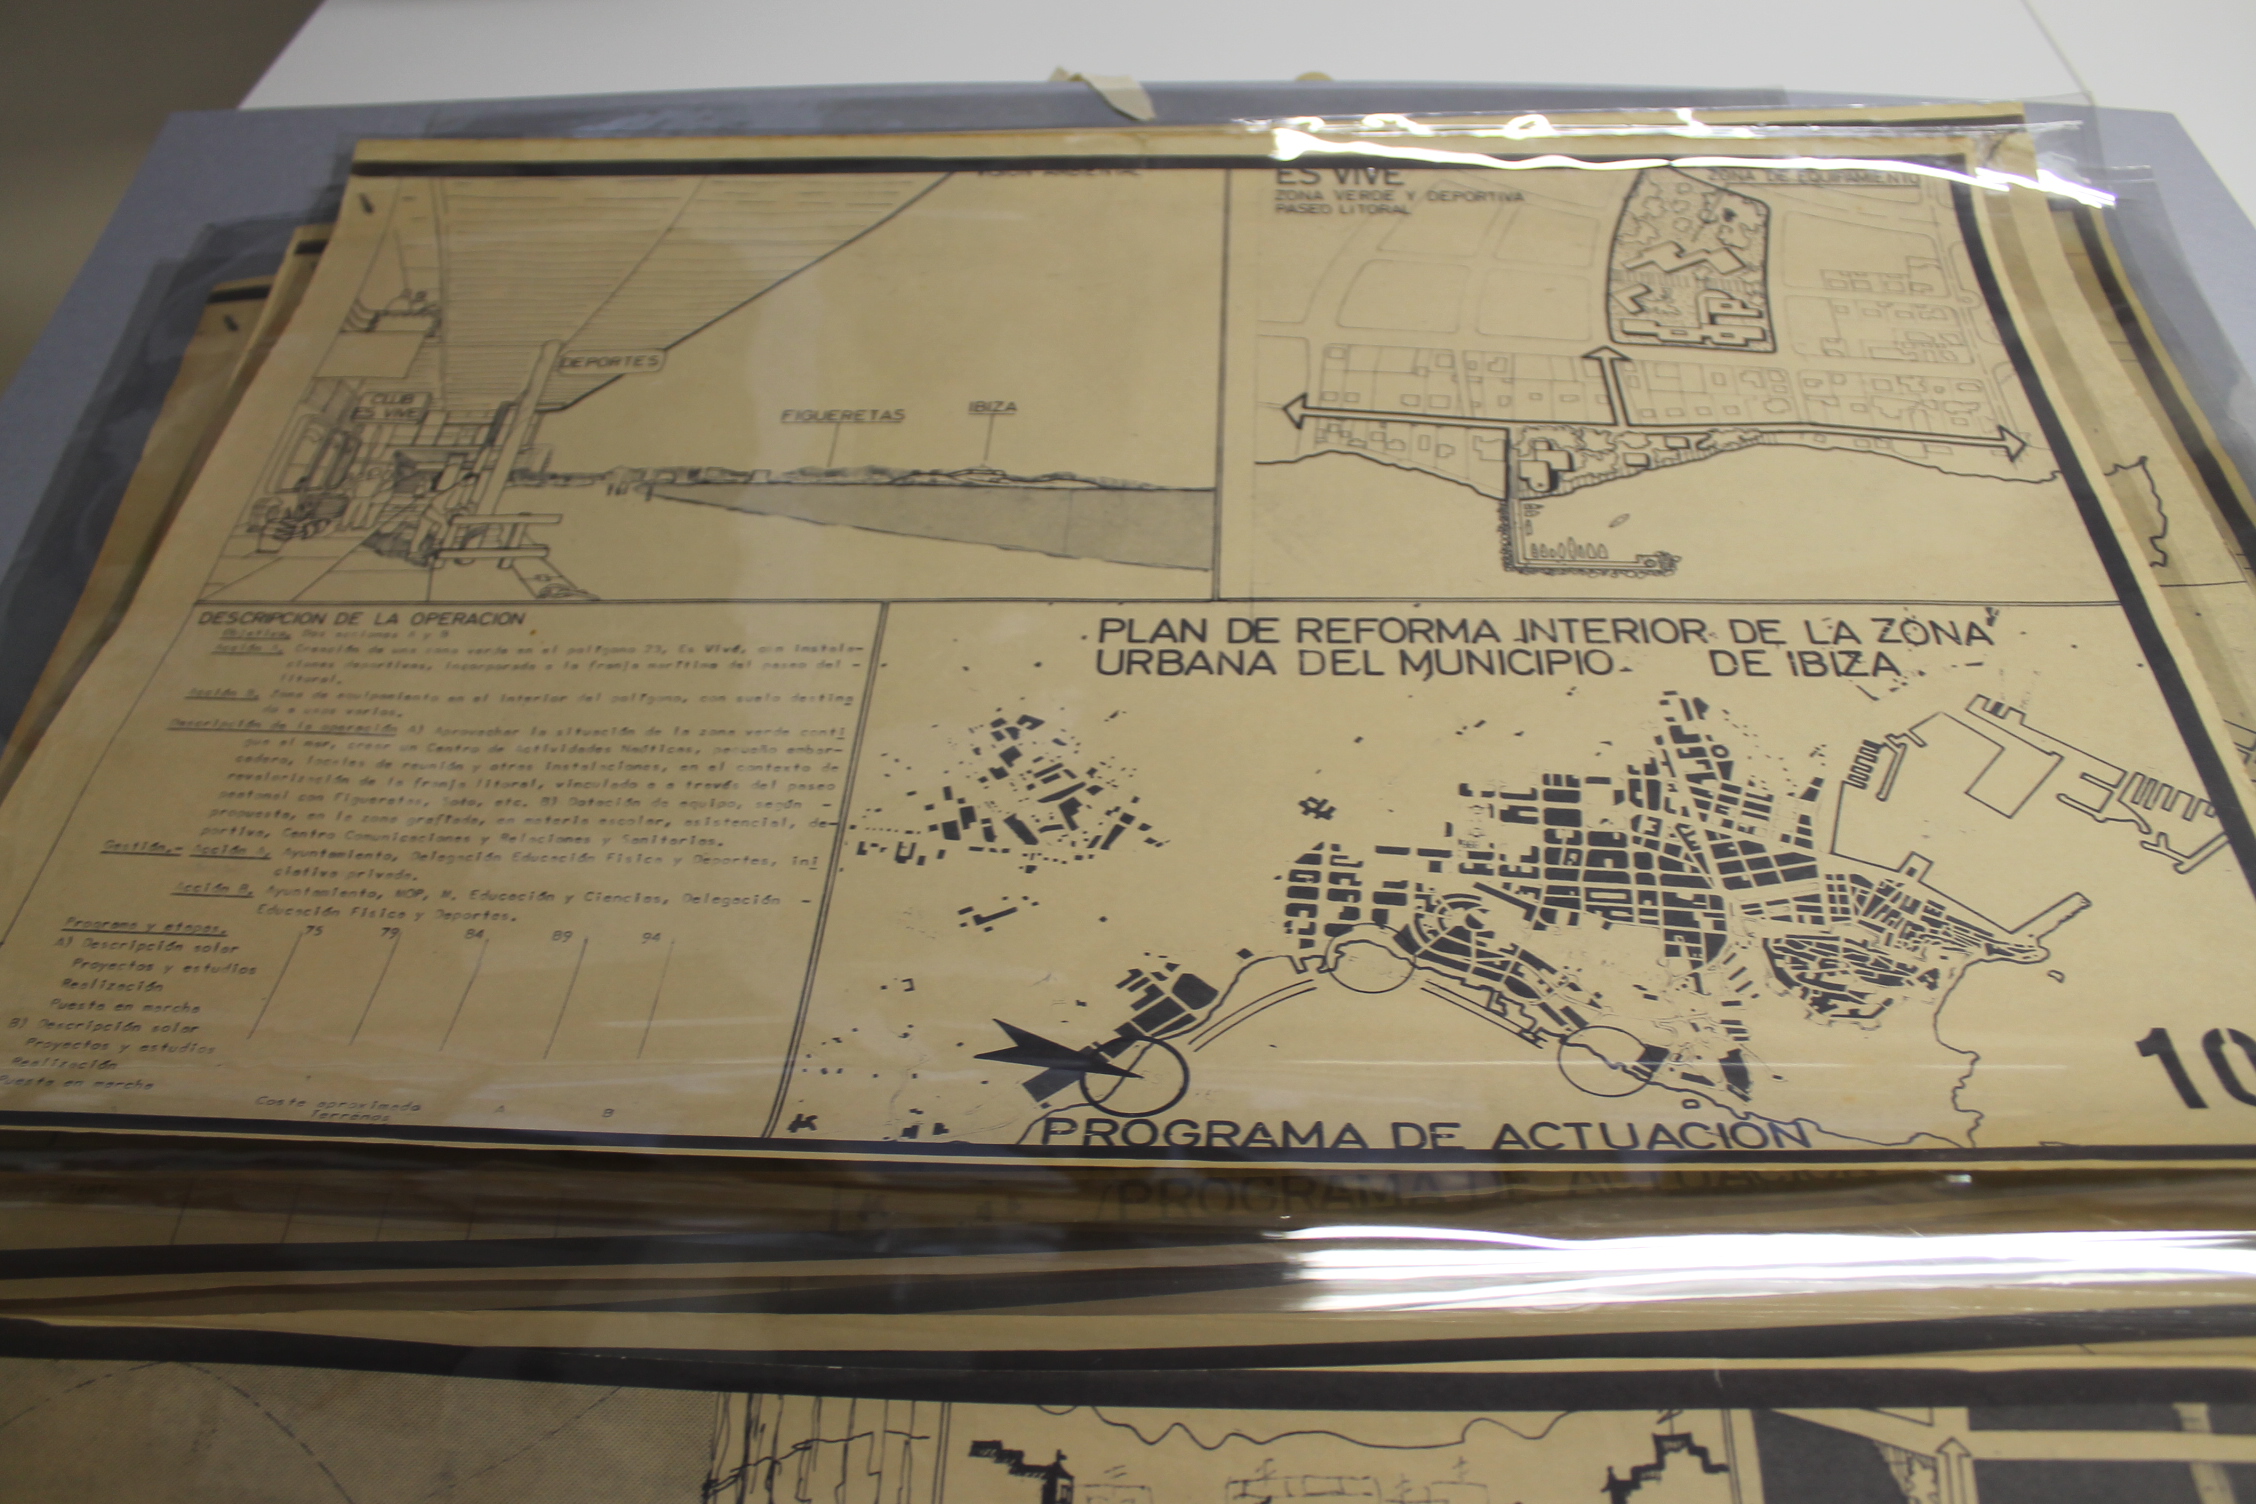 VISION AMBIENTAL
DEPORTES
CLUB
ES VIVE
FIGUERETAS
IBIZA
ES VIVE
ZONA VERDE Y DEPORTIVA
PASEO LITORAL
ZONA DE EQUIPAMIENTO
DESCRIPCION DE LA OPERACION
Objetivo. Dos acciones A y B
Acción A. Creación de una zona verde en el polígono 23, Es Vivé, con instala-
ciones deportivas, incorporada a la franja marítima del paseo del -
litoral.
Acción B. Zona de equipamiento en el interior del polígono, con suelo destina
do a usos varios.
Descripción de la operación A) Aprovechar la situación de la zona verde conti
gua al mar, crear un Centro de Actividades Naúticas, pequeño embar-
cadero, locales de reunión y otras instalaciones, en el contexto de
revalorización de la franja litoral, vinculado a a través del paseo
peatonal con Figueretas, Soto, etc. B) Dotación de equipo, según -
propuesta, en la zona grafiada, en materia escolar, asistencial, de-
portiva, Centro Comunicaciones y Relaciones y Sanitarios.
Gestión.- Acción A. Ayuntamiento, Delegación Educación Física y Deportes, ini
ciativa privada.
Acción B. Ayuntamiento, MOP, M. Educación y Ciencias, Delegación -
Educación Física y Deportes.
Programa y etapas. 75 79 84 89 94
A) Descripción solar
Proyectos y estudios
Realización
Puesta en marcha
B) Descripción solar
Proyectos y estudios
Realización
Puesta en marcha
Coste aproximado A B
Terrenos
PLAN DE REFORMA INTERIOR DE LA ZONA
URBANA DEL MUNICIPIO DE IBIZA
10
PROGRAMA DE ACTUACIÓN
PROGRAMA DE ACTUACION